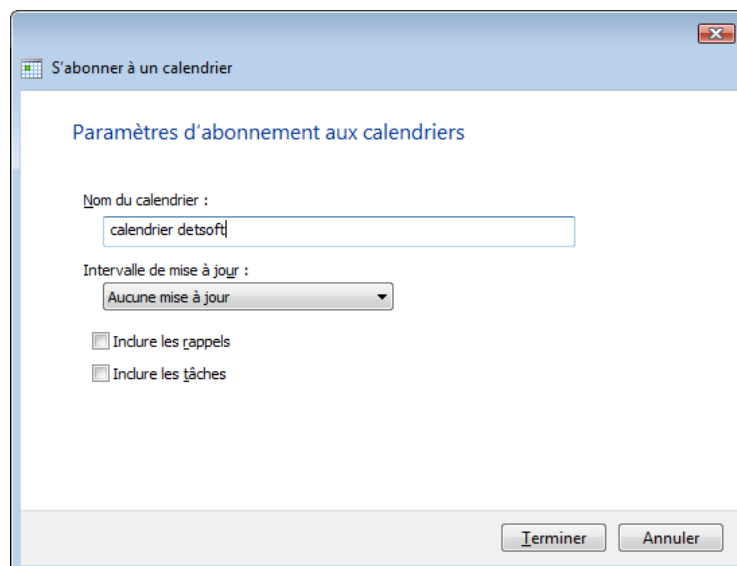 S'abonner à un calendrier
Paramètres d'abonnement aux calendriers
Nom du calendrier :
calendrier detsoft
Intervalle de mise à jour :
Aucune mise à jour
Inclure les rappels
Inclure les tâches
Terminer Annuler